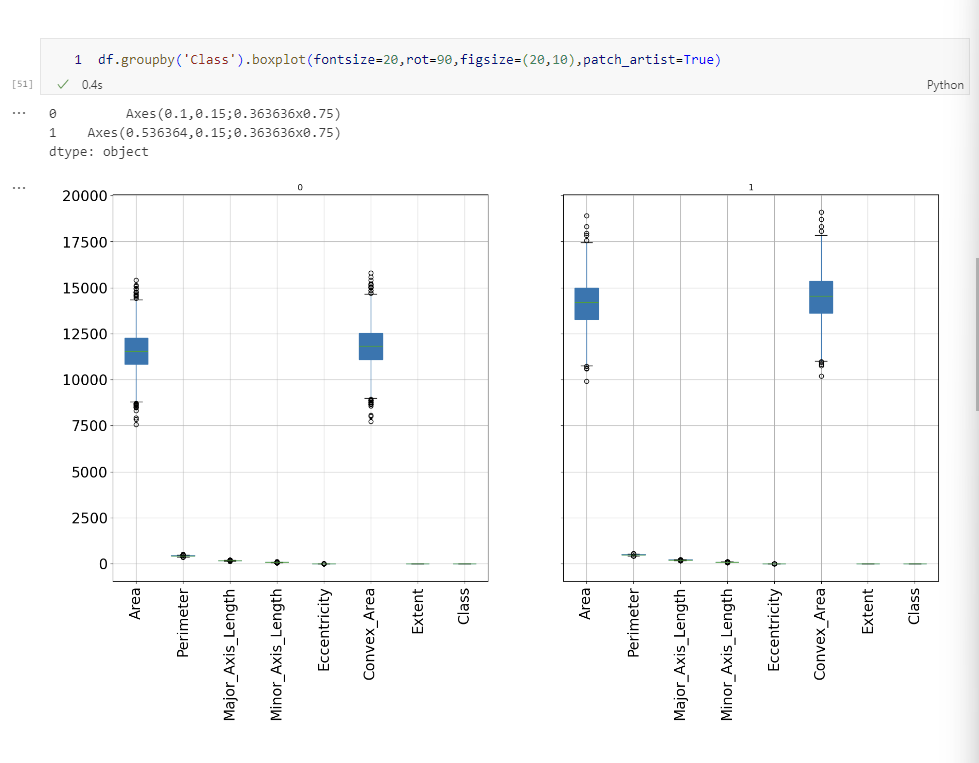 1 df.groupby('Class').boxplot(fontsize=20,rot=90,figsize=(20,10),patch_artist=True)
[51] ✓ 0.4s Python
... 0 Axes(0.1,0.15;0.363636x0.75)
1 Axes(0.536364,0.15;0.363636x0.75)
dtype: object
...
0
20000
17500
15000
12500
10000
7500
5000
2500
0
Area
Perimeter
Major_Axis_Length
Minor_Axis_Length
Eccentricity
Convex_Area
Extent
Class
1
Area
Perimeter
Major_Axis_Length
Minor_Axis_Length
Eccentricity
Convex_Area
Extent
Class